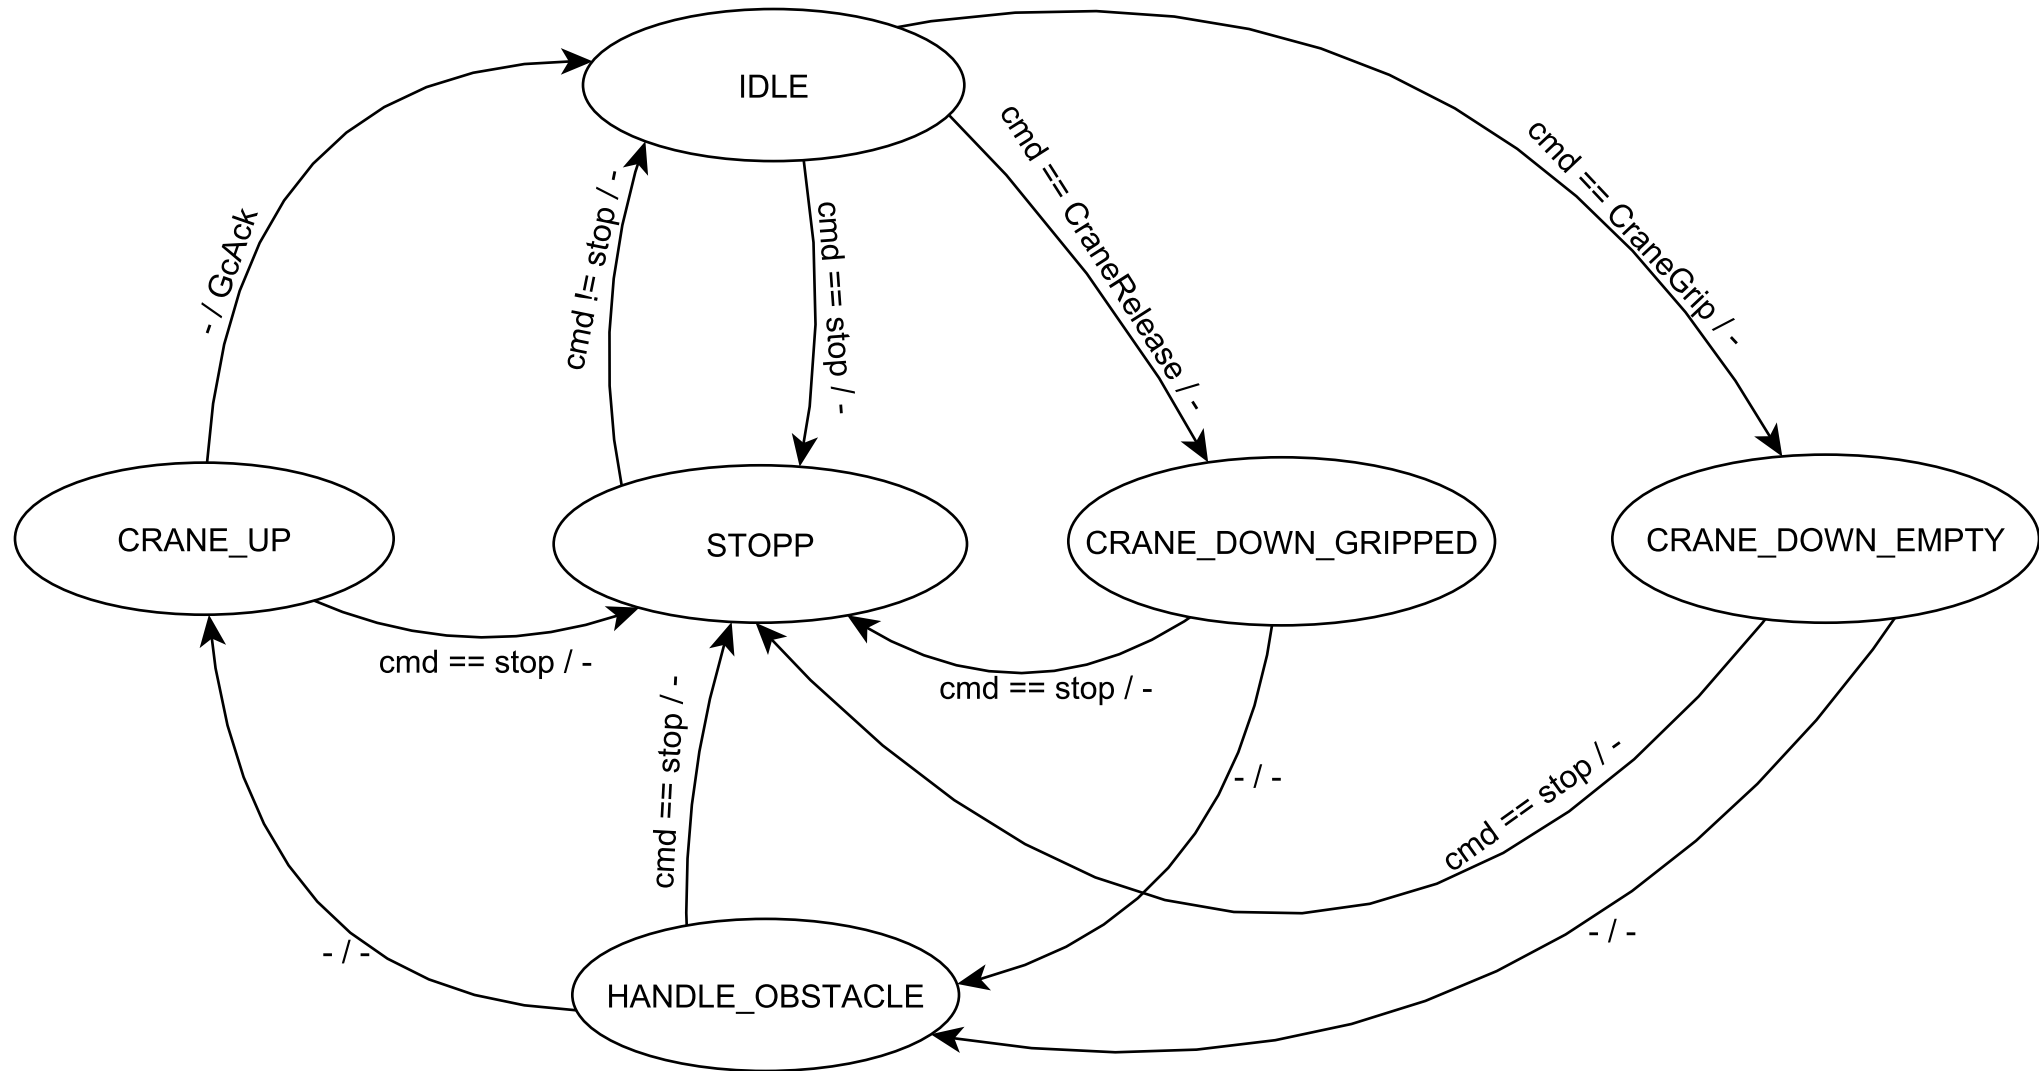 IDLE
cmd == CraneRelease / -
cmd == CraneGrip / -
- / GcAck
cmd != stop / -
cmd == stop / -
CRANE_UP
STOPP
CRANE_DOWN_GRIPPED
CRANE_DOWN_EMPTY
cmd == stop / -
cmd == stop / -
cmd == stop / -
- / -
cmd == stop / -
- / -
- / -
HANDLE_OBSTACLE